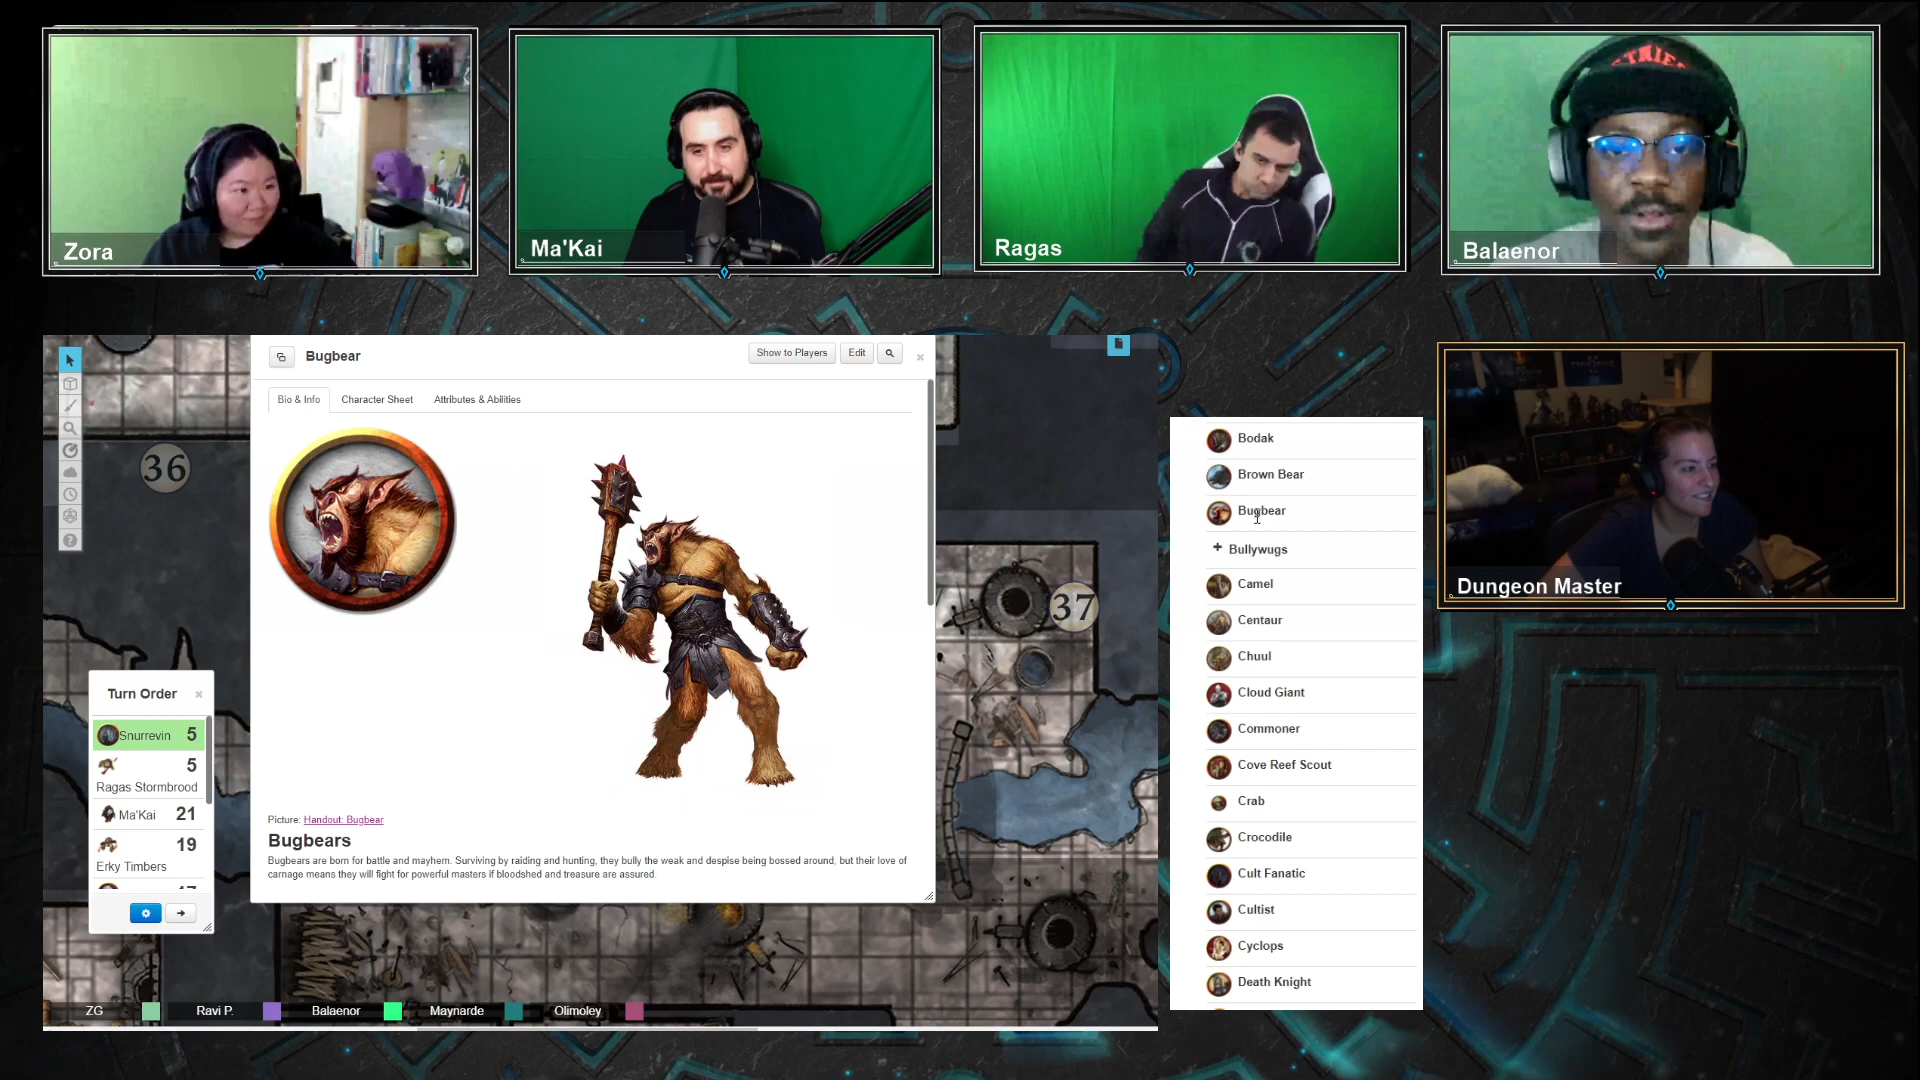 STRIE
Zora
Ma'Kai
Ragas
Balaenor
Bugbear
Show to Players
Edit
Bio & Info
Character Sheet
Attributes & Abilities
36
37
Picture: Handout: Bugbear
Bugbears
Bugbears are born for battle and mayhem. Surviving by raiding and hunting, they bully the weak and despise being bossed around, but their love of
carnage means they will fight for powerful masters if bloodshed and treasure are assured.
Turn Order
Snurrevin 5
5
Ragas Stormbrood
Ma'Kai 21
19
Erky Timbers
ZG
Ravi P.
Balaenor
Maynarde
Olimoley
Bodak
Brown Bear
Bugbear
Bullywugs
Camel
Centaur
Chuul
Cloud Giant
Commoner
Cove Reef Scout
Crab
Crocodile
Cult Fanatic
Cultist
Cyclops
Death Knight
Dungeon Master